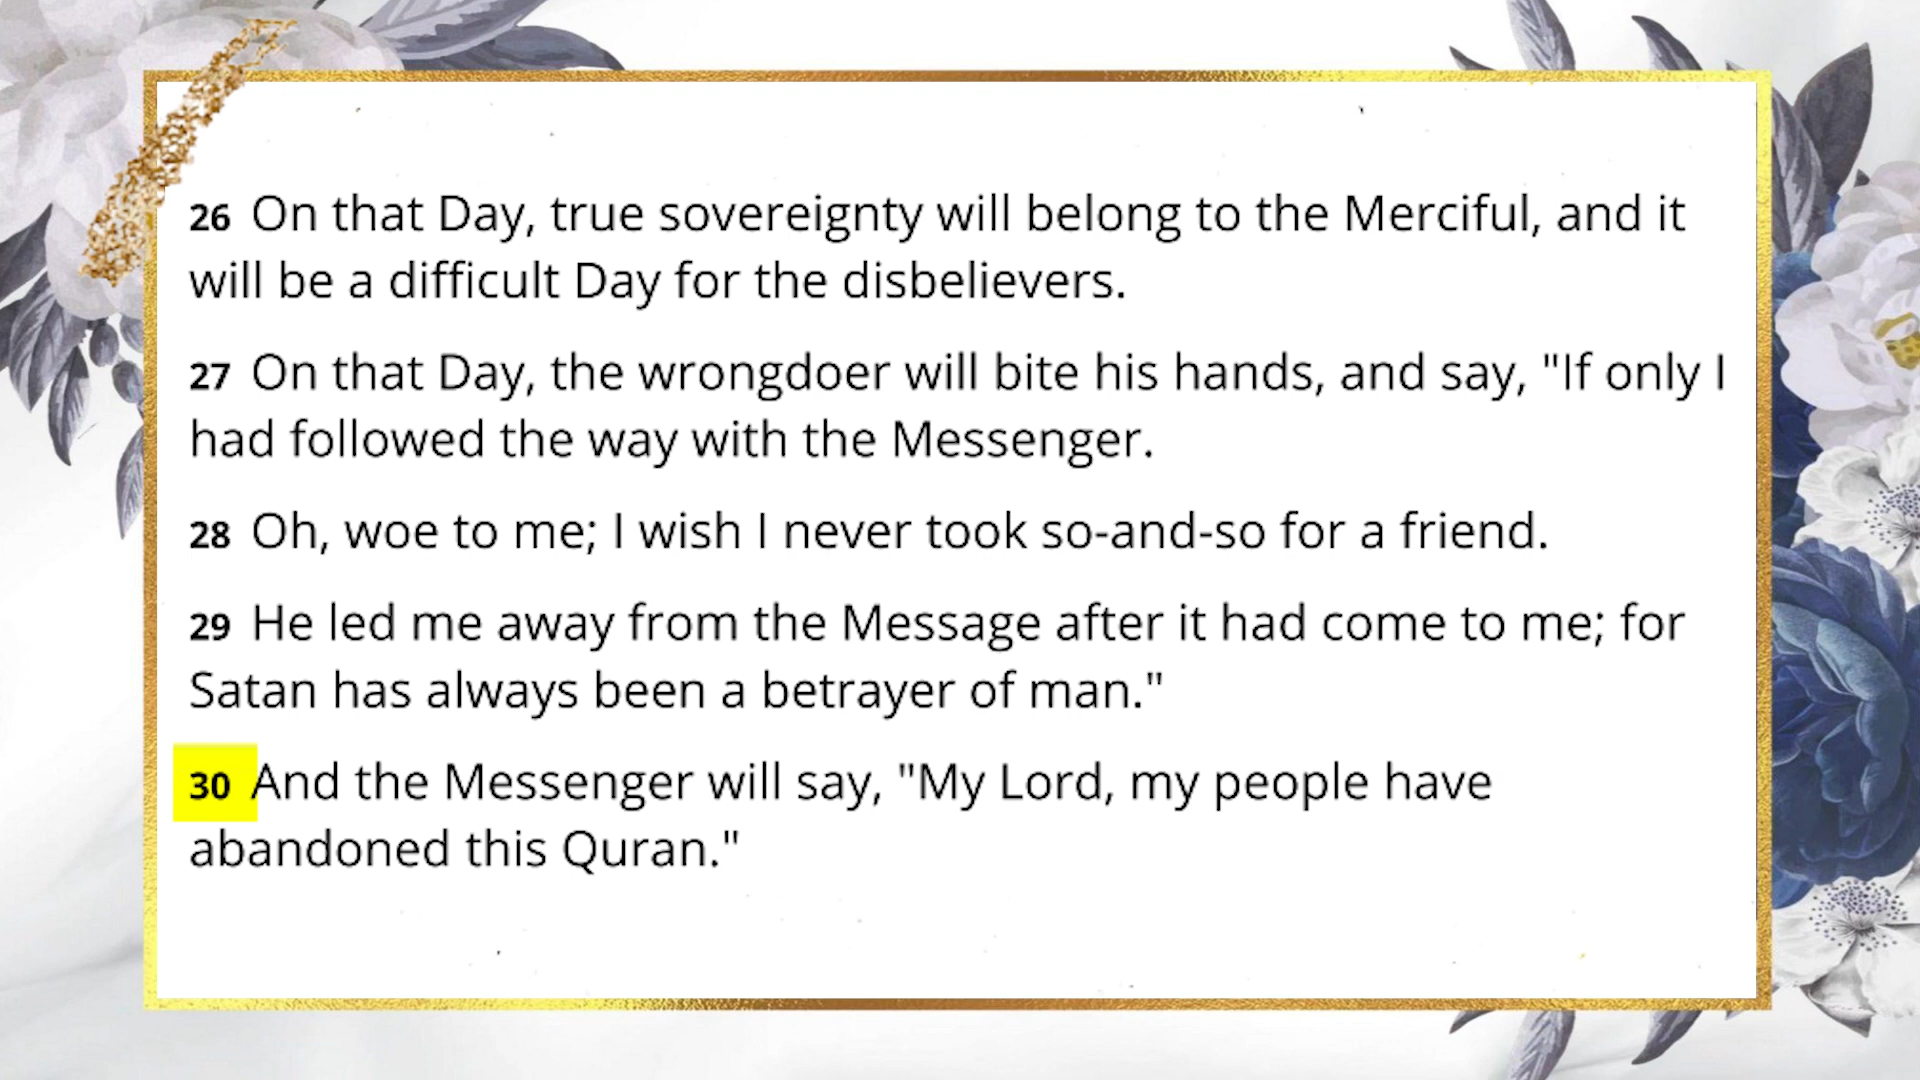 26 On that Day, true sovereignty will belong to the Merciful, and it
will be a difficult Day for the disbelievers.
27 On that Day, the wrongdoer will bite his hands, and say, "If only I
had followed the way with the Messenger.
28 Oh, woe to me; I wish I never took so-and-so for a friend.
29 He led me away from the Message after it had come to me; for
Satan has always been a betrayer of man."
30 And the Messenger will say, "My Lord, my people have
abandoned this Quran."